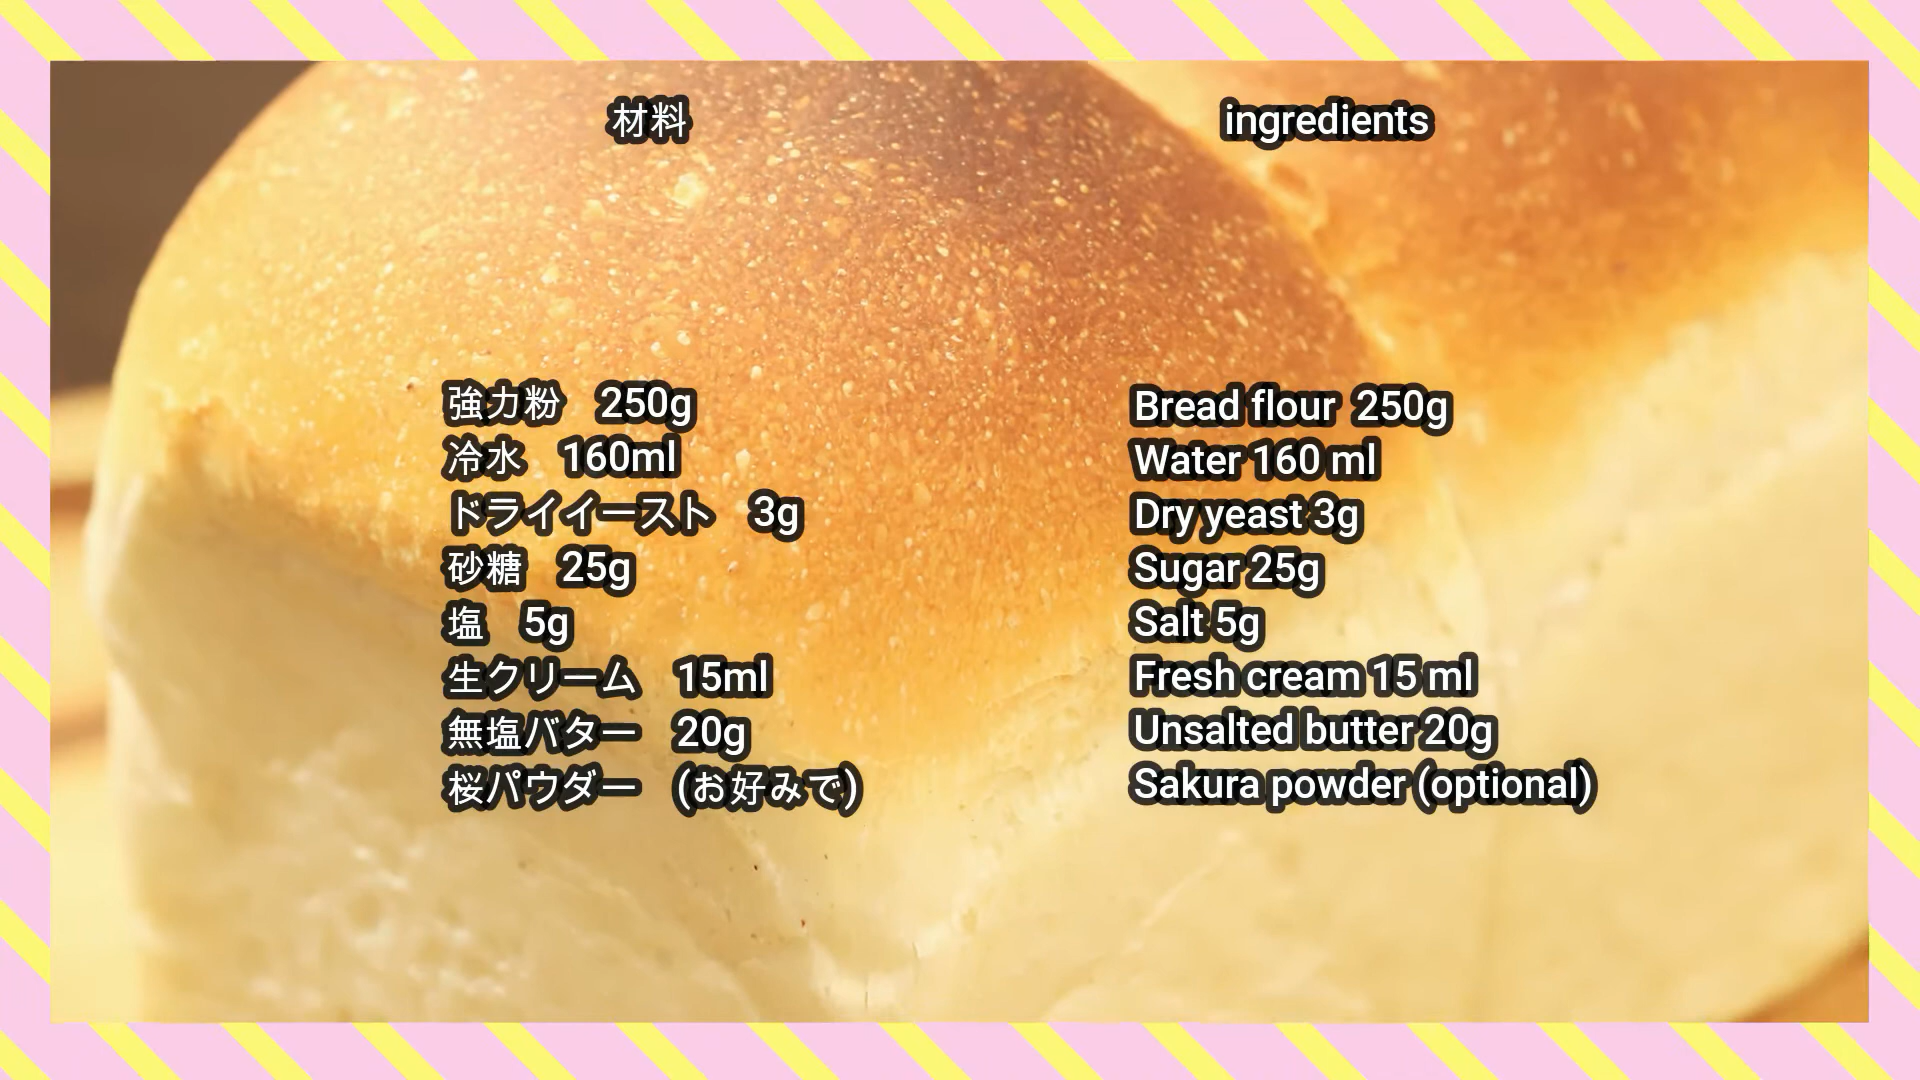 材料
強力粉　250g
冷水　160ml
ドライイースト　3g
砂糖　25g
塩　5g
生クリーム　15ml
無塩バター　20g
桜パウダー　(お好みで)
ingredients
Bread flour  250g
Water 160 ml
Dry yeast 3g
Sugar 25g
Salt 5g
Fresh cream 15 ml
Unsalted butter 20g
Sakura powder (optional)